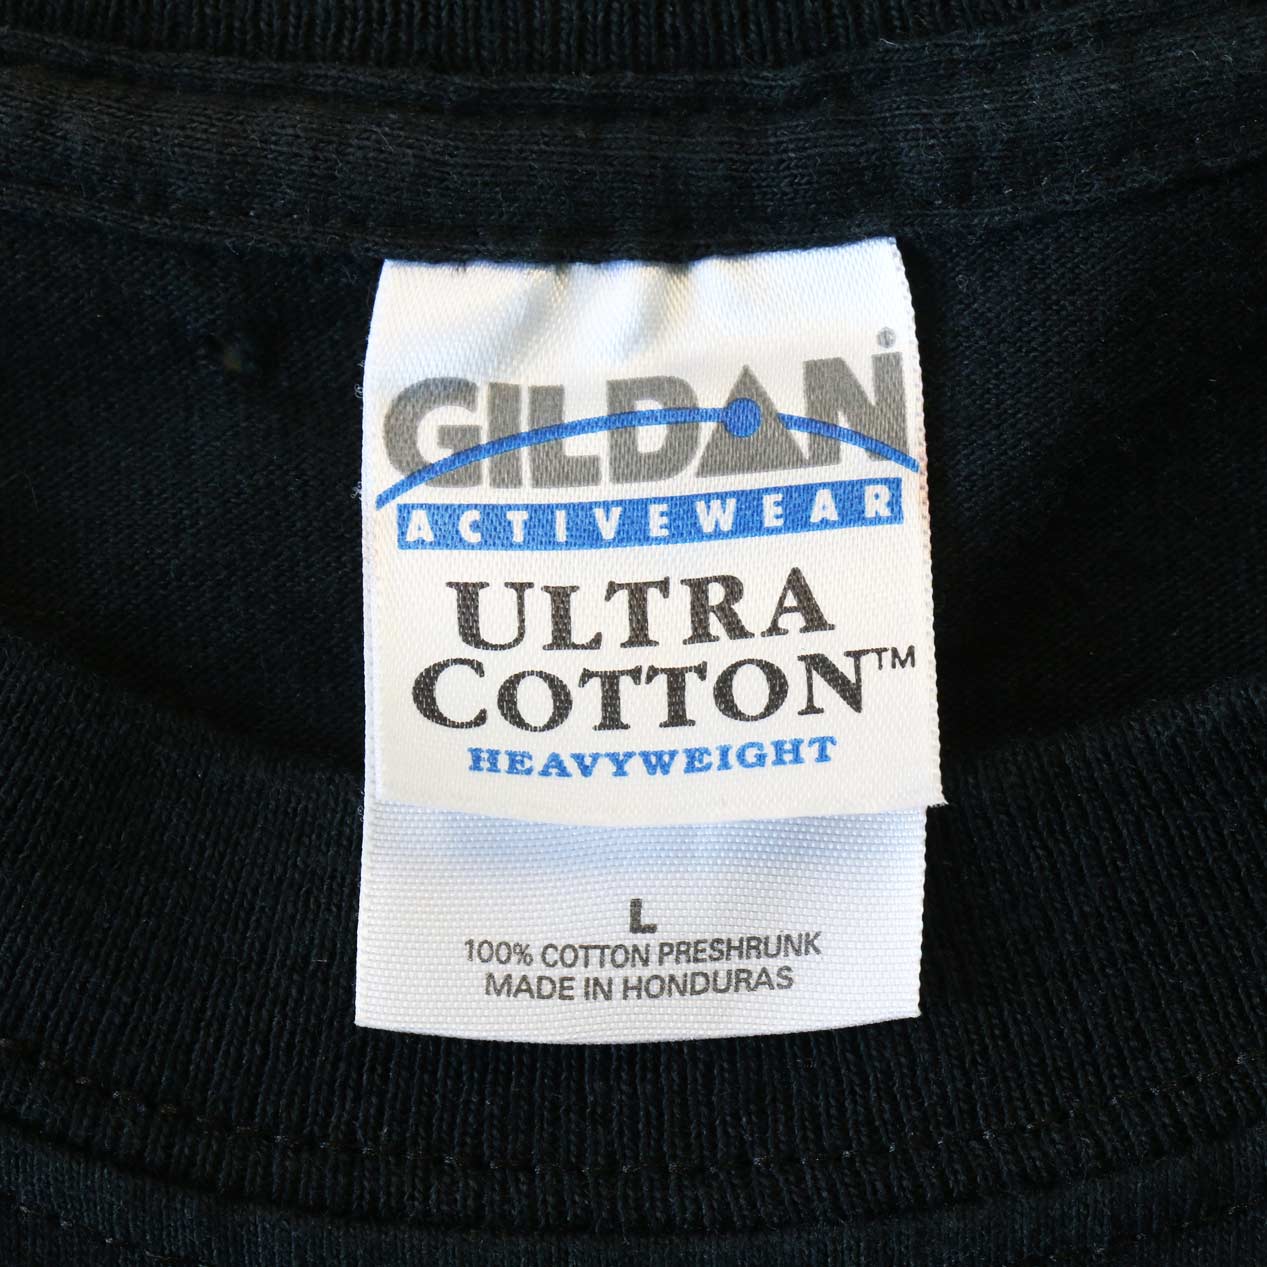 GILDAN®
ACTIVEWEAR
ULTRA
COTTON™
HEAVYWEIGHT
L
100% COTTON PRESHRUNK
MADE IN HONDURAS